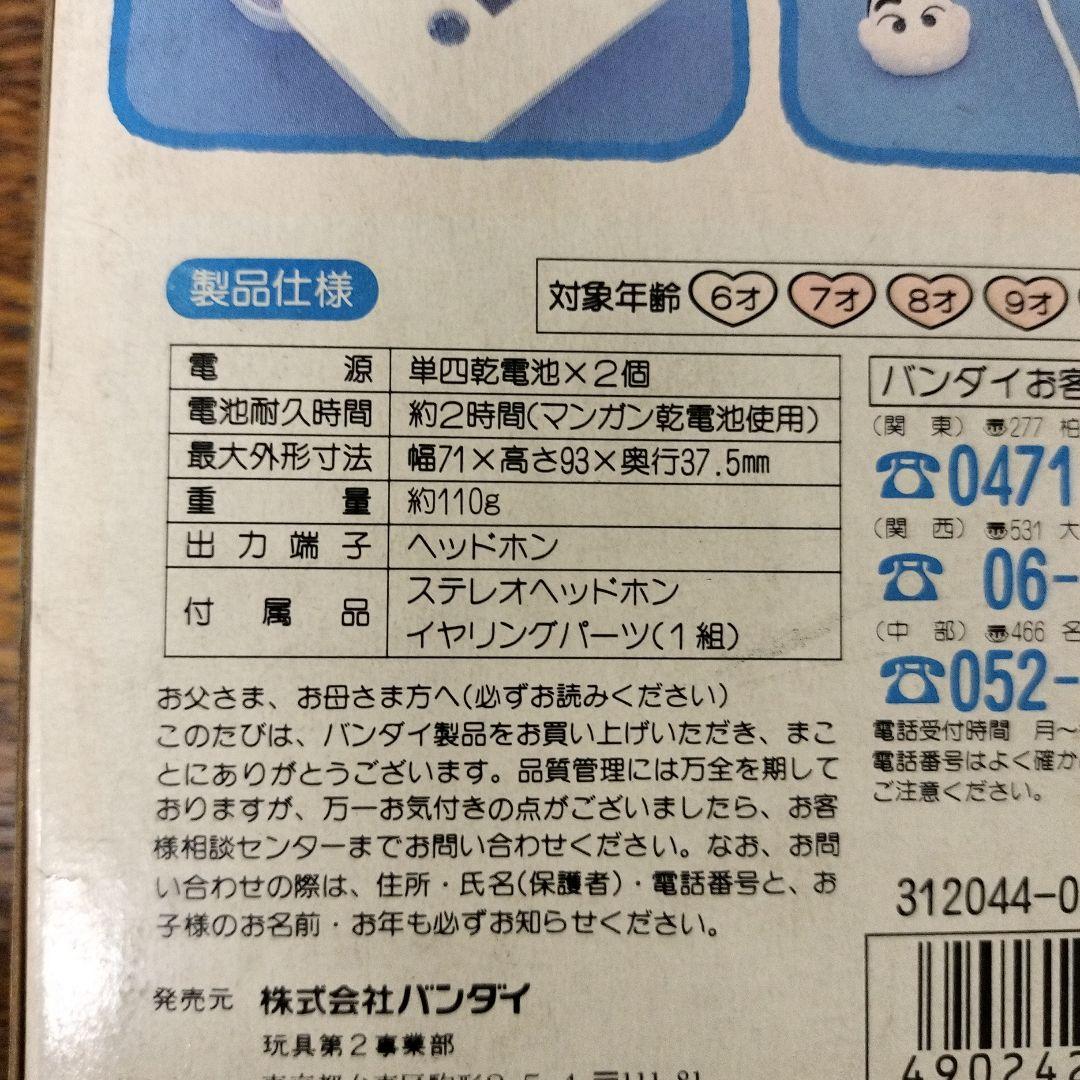 製品仕様
対象年齢 6才 7才 8才 9才
電源 単四乾電池×2個
電池耐久時間 約2時間(マンガン乾電池使用)
最大外形寸法 幅71×高さ93×奥行37.5mm
重量 約110g
出力端子 ヘッドホン
付属品 ステレオヘッドホン
イヤリングパーツ(1組)
お父さま、お母さま方へ(必ずお読みください)
このたびは、バンダイ製品をお買い上げいただき、まこ
とにありがとうございます。品質管理には万全を期して
おりますが、万一お気付きの点がございましたら、お客
様相談センターまでお問い合わせください。なお、お問
い合わせの際は、住所・氏名(保護者)・電話番号と、お
子様のお名前・お年も必ずお知らせください。
発売元 株式会社バンダイ
玩具第2事業部
バンダイお客
(関東) 〠277 柏
☎0471
(関西) 〠531 大
☎ 06-
(中部) 〠466 名
☎052-
電話受付時間 月〜
電話番号はよく確か
ご注意ください。
312044-0
490242